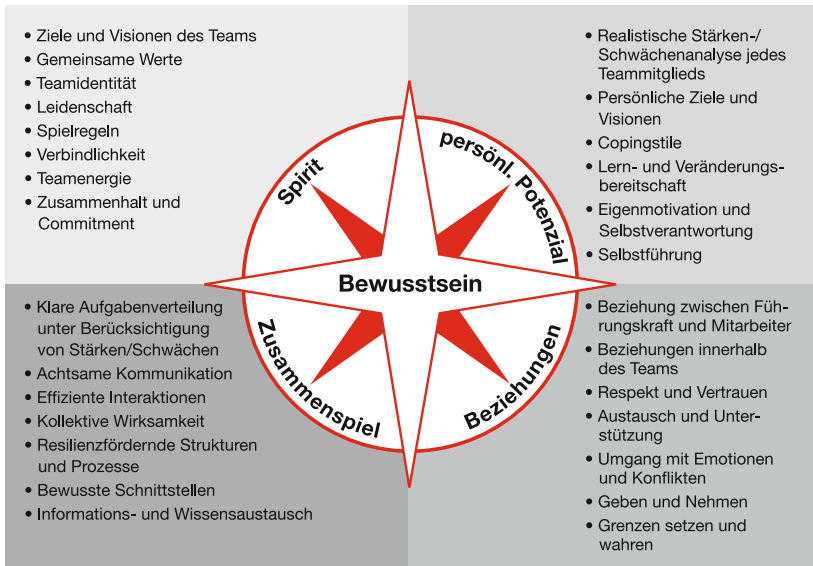 • Ziele und Visionen des Teams
• Gemeinsame Werte
• Teamidentität
• Leidenschaft
• Spielregeln
• Verbindlichkeit
• Teamenergie
• Zusammenhalt und
Commitment
• Realistische Stärken-/
Schwächenanalyse jedes
Teammitglieds
• Persönliche Ziele und
Visionen
• Copingstile
• Lern- und Veränderungs-
bereitschaft
• Eigenmotivation und
Selbstverantwortung
• Selbstführung
Spirit
persönl. Potenzial
Bewusstsein
Zusammenspiel
Beziehungen
• Klare Aufgabenverteilung
unter Berücksichtigung
von Stärken/Schwächen
• Achtsame Kommunikation
• Effiziente Interaktionen
• Kollektive Wirksamkeit
• Resilienzfördernde Strukturen
und Prozesse
• Bewusste Schnittstellen
• Informations- und Wissensaustausch
• Beziehung zwischen Füh-
rungskraft und Mitarbeiter
• Beziehungen innerhalb
des Teams
• Respekt und Vertrauen
• Austausch und Unter-
stützung
• Umgang mit Emotionen
und Konflikten
• Geben und Nehmen
• Grenzen setzen und
wahren